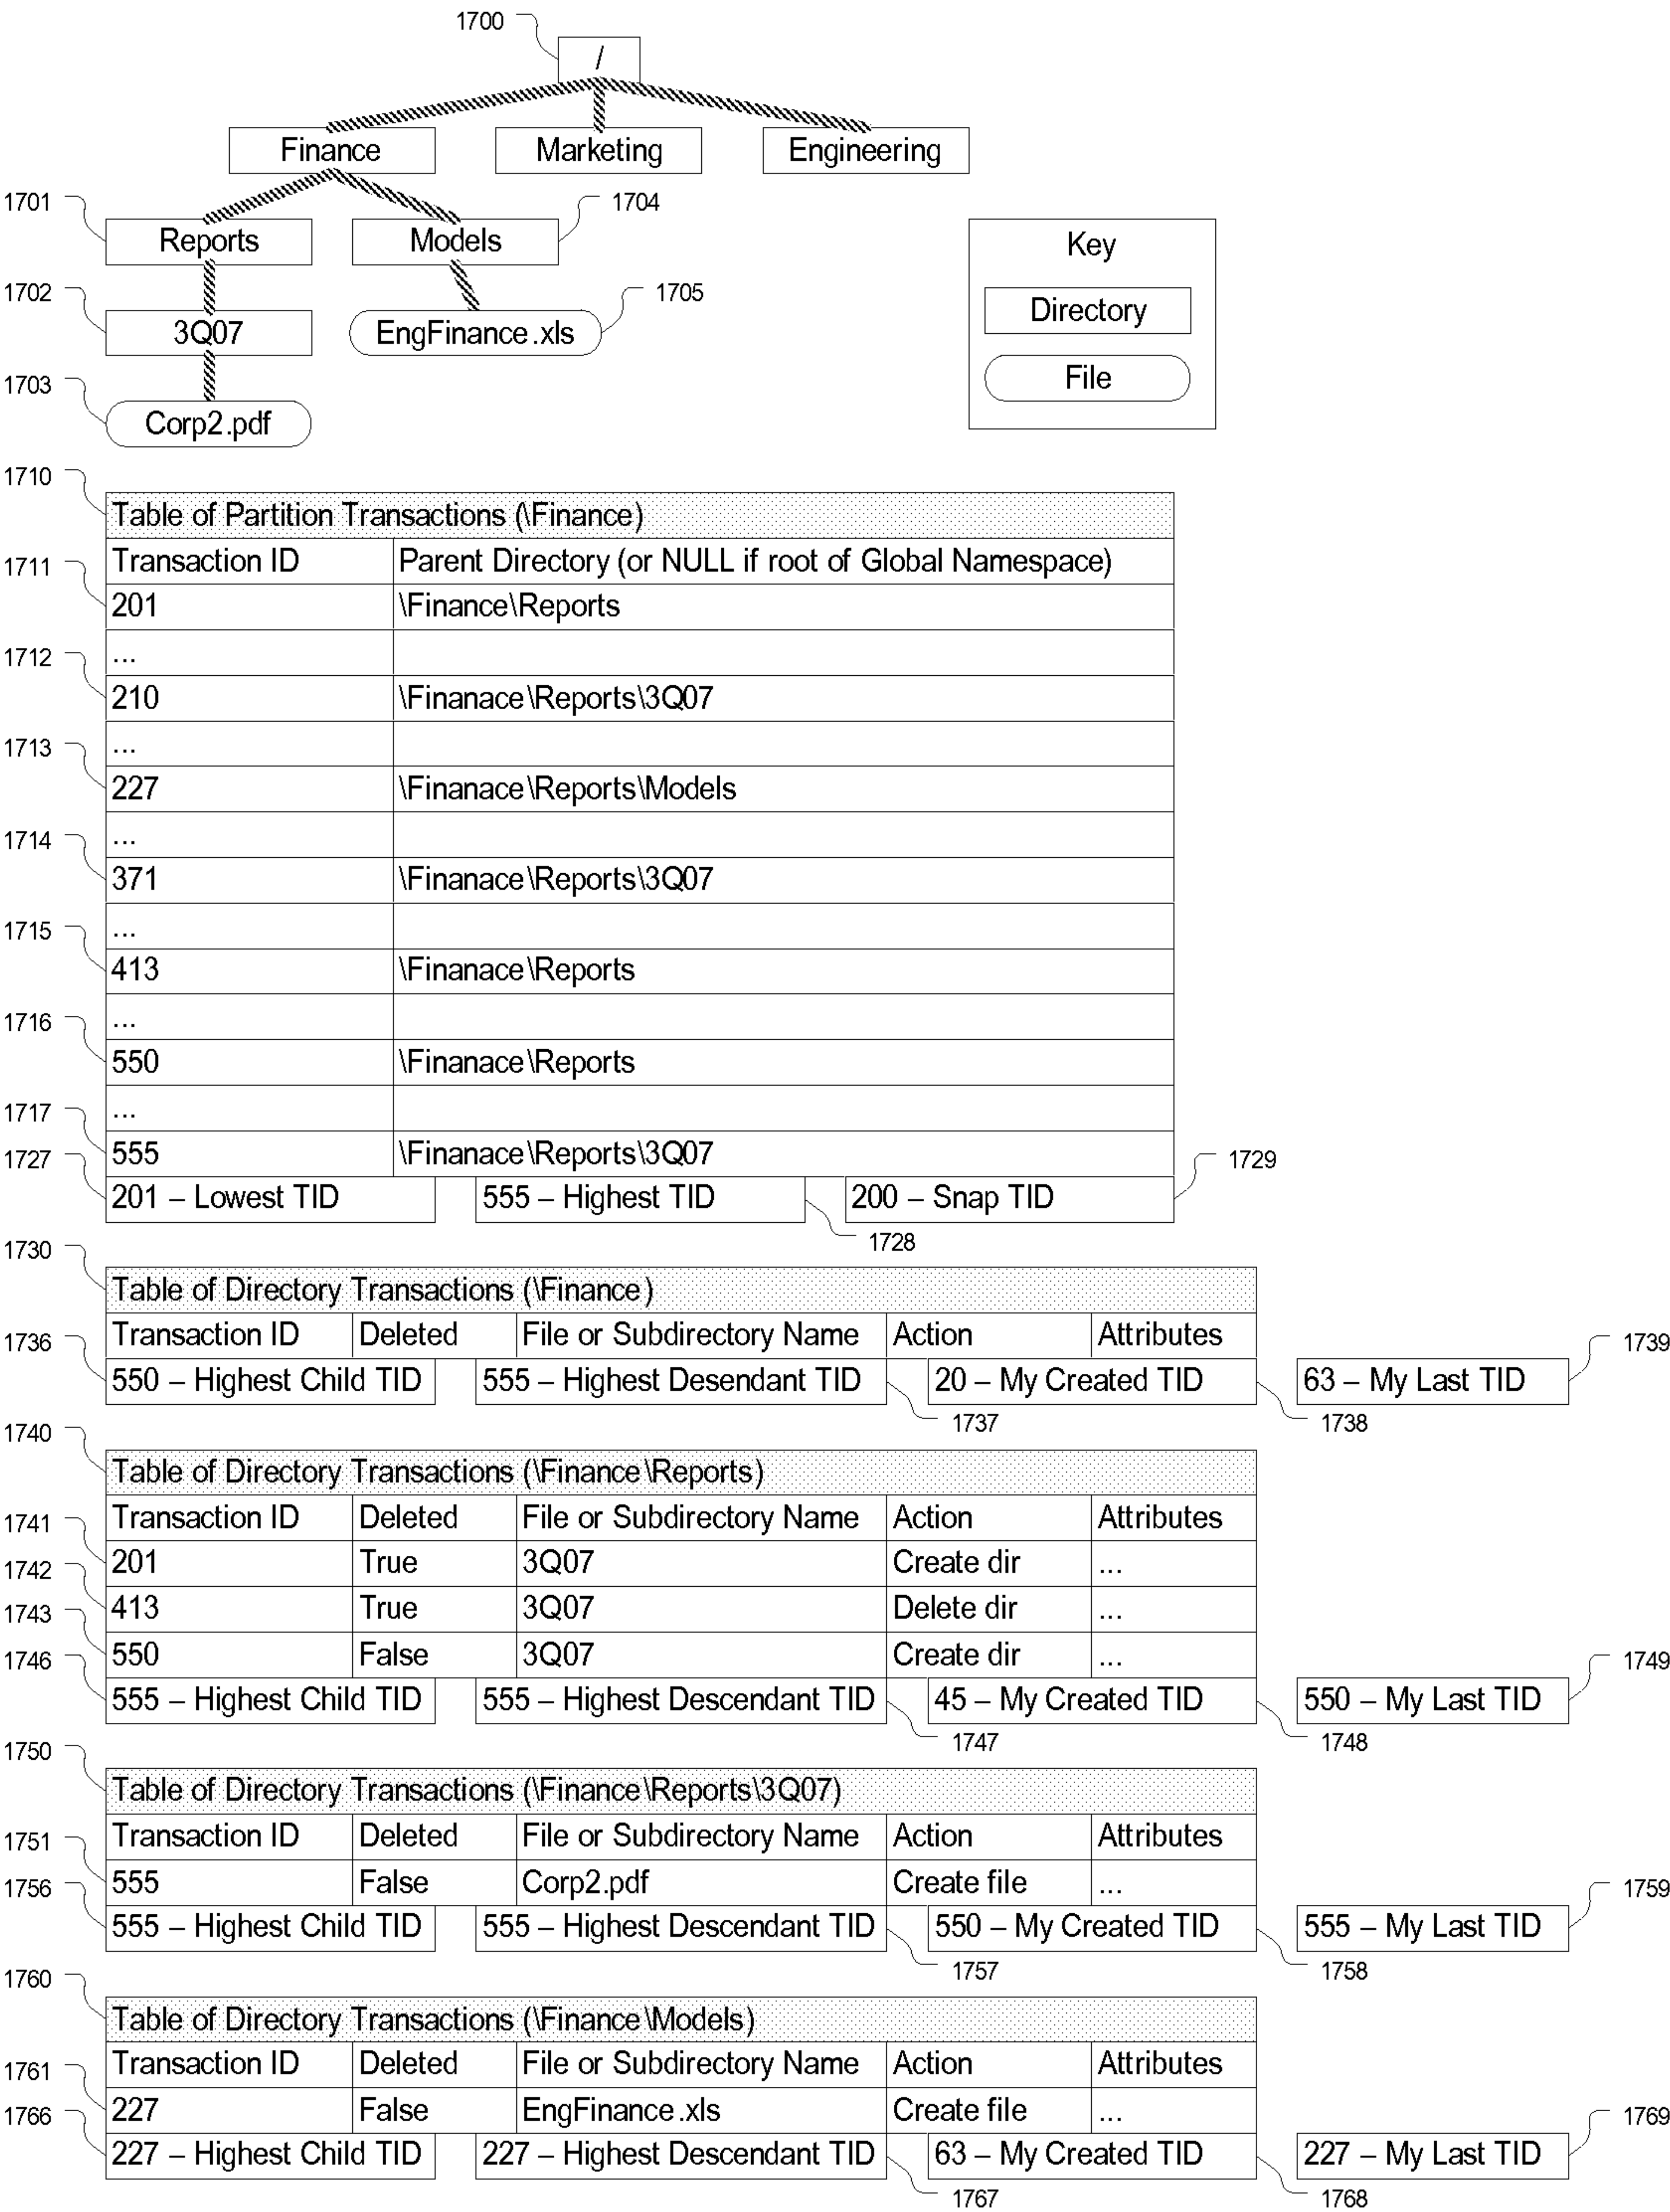 1700
/
Finance Marketing Engineering
1701 1704
Reports Models Key
1702 1705
3Q07 EngFinance.xls Directory
1703 File
Corp2.pdf
1710
Table of Partition Transactions (\Finance)
1711 Transaction ID Parent Directory (or NULL if root of Global Namespace)
201 \Finance\Reports
1712 ...
210 \Finanace\Reports\3Q07
1713 ...
227 \Finanace\Reports\Models
1714 ...
371 \Finanace\Reports\3Q07
1715 ...
413 \Finanace\Reports
1716 ...
550 \Finanace\Reports
1717 ...
555 \Finanace\Reports\3Q07
1727 1729
201 – Lowest TID 555 – Highest TID 200 – Snap TID
1728
1730
Table of Directory Transactions (\Finance)
1736 Transaction ID Deleted File or Subdirectory Name Action Attributes 1739
550 – Highest Child TID 555 – Highest Desendant TID 20 – My Created TID 63 – My Last TID
1737 1738
1740
Table of Directory Transactions (\Finance\Reports)
1741 Transaction ID Deleted File or Subdirectory Name Action Attributes
1742 201 True 3Q07 Create dir ...
1743 413 True 3Q07 Delete dir ...
1746 550 False 3Q07 Create dir ... 1749
555 – Highest Child TID 555 – Highest Descendant TID 45 – My Created TID 550 – My Last TID
1747 1748
1750
Table of Directory Transactions (\Finance\Reports\3Q07)
1751 Transaction ID Deleted File or Subdirectory Name Action Attributes
1756 555 False Corp2.pdf Create file ... 1759
555 – Highest Child TID 555 – Highest Descendant TID 550 – My Created TID 555 – My Last TID
1757 1758
1760
Table of Directory Transactions (\Finance\Models)
1761 Transaction ID Deleted File or Subdirectory Name Action Attributes
1766 227 False EngFinance.xls Create file ... 1769
227 – Highest Child TID 227 – Highest Descendant TID 63 – My Created TID 227 – My Last TID
1767 1768